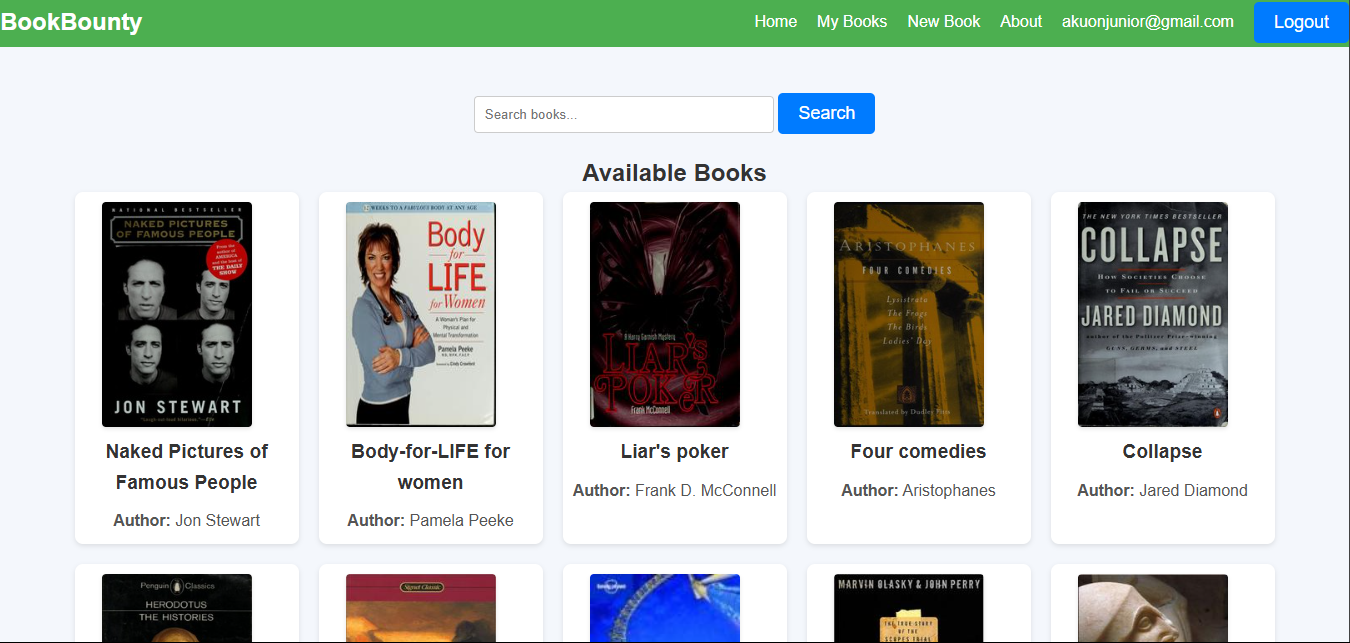 BookBounty
Home My Books New Book About akuonjunior@gmail.com Logout
Search books...
Search
Available Books
NATIONAL BESTSELLER
NAKED PICTURES
OF FAMOUS PEOPLE
From the
author of
AMERICA
and the host of
THE DAILY
SHOW
JON STEWART
Naked Pictures of
Famous People
Author: Jon Stewart
WEEKS TO A FABULOUS BODY AT ANY AGE
Body
for
LIFE
for Women
A Woman's Plan for
Physical and
Mental Transformation
Pamela Peeke
Body-for-LIFE for
women
Author: Pamela Peeke
A Harry Garnish Mystery
LIAR'S
POKER
Frank McConnell
Liar's poker
Author: Frank D. McConnell
ARISTOPHANES
FOUR COMEDIES
Lysistrata
The Frogs
The Birds
Ladies' Day
Translated by Dudley Fitts
Four comedies
Author: Aristophanes
THE NEW YORK TIMES BESTSELLER
COLLAPSE
HOW SOCIETIES CHOOSE
TO FAIL OR SUCCEED
JARED DIAMOND
author of the Pulitzer Prize-winning
GUNS, GERMS, and STEEL
Collapse
Author: Jared Diamond
Penguin Classics
HERODOTUS
THE HISTORIES
Signet Classic
MARVIN OLASKY & JOHN PERRY
THE TRUE STORY
OF THE
SCOPES TRIAL